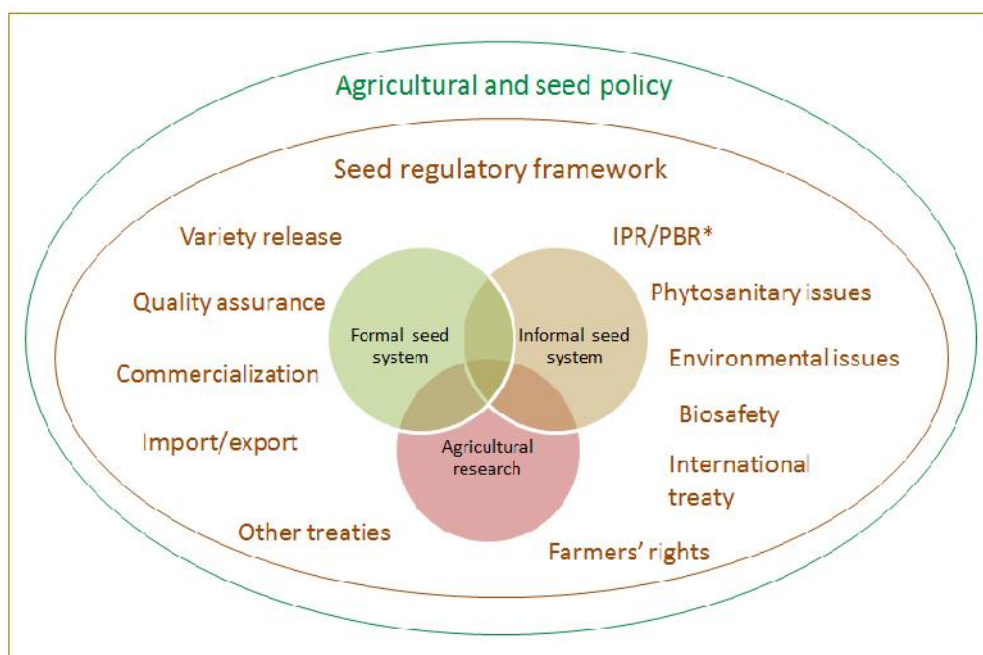 Agricultural and seed policy
Seed regulatory framework
Variety release
IPR/PBR*
Quality assurance
Phytosanitary issues
Formal seed
system
Informal seed
system
Commercialization
Environmental issues
Biosafety
Import/export
Agricultural
research
International
treaty
Other treaties
Farmers’ rights